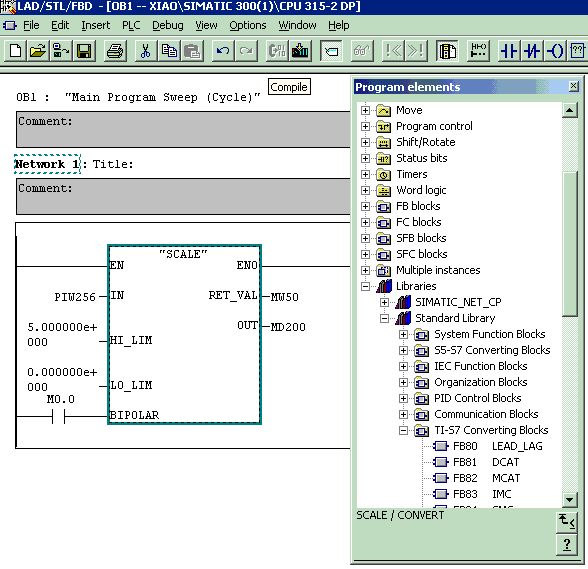 LAD/STL/FBD - [OB1 -- XIAO\SIMATIC 300(1)\CPU 315-2 DP]
File Edit Insert PLC Debug View Options Window Help
Compile
OB1 : "Main Program Sweep (Cycle)"
Comment:
Network 1: Title:
Comment:
"SCALE"
EN ENO
PIW256 IN RET_VAL MW50
OUT MD200
5.000000e+
000 HI_LIM
0.000000e+
000 LO_LIM
M0.0
BIPOLAR
Program elements
Move
Program control
Shift/Rotate
Status bits
Timers
Word logic
FB blocks
FC blocks
SFB blocks
SFC blocks
Multiple instances
Libraries
SIMATIC_NET_CP
Standard Library
System Function Blocks
S5-S7 Converting Blocks
IEC Function Blocks
Organization Blocks
PID Control Blocks
Communication Blocks
TI-S7 Converting Blocks
FB80 LEAD_LAG
FB81 DCAT
FB82 MCAT
FB83 IMC
SCALE / CONVERT